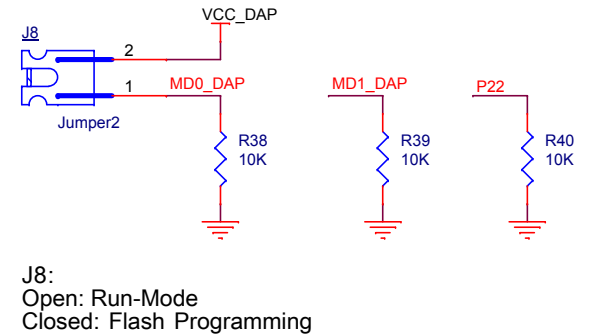 VCC_DAP
J8
2
1
MD0_DAP
MD1_DAP
P22
Jumper2
R38
10K
R39
10K
R40
10K
J8:
Open: Run-Mode
Closed: Flash Programming